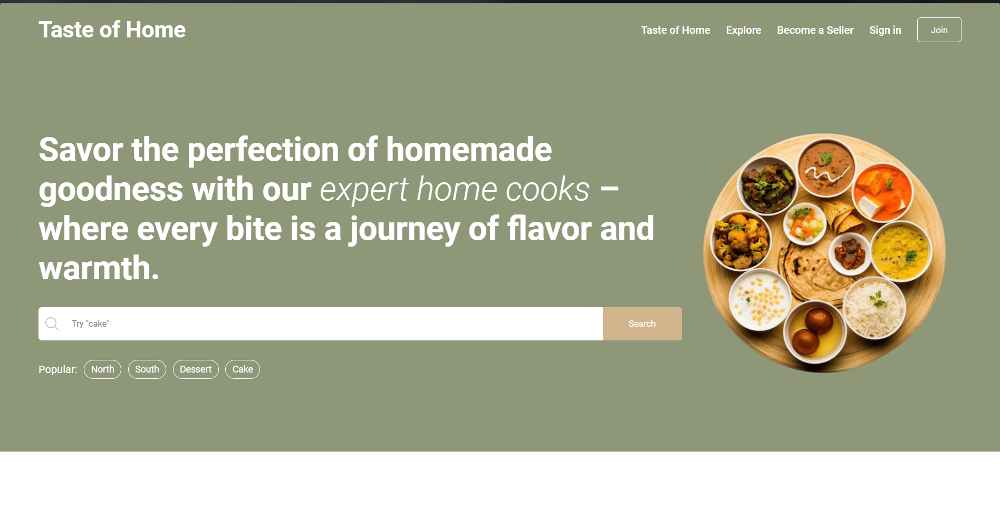 Taste of Home
Taste of Home Explore Become a Seller Sign in Join
Savor the perfection of homemade
goodness with our expert home cooks –
where every bite is a journey of flavor and
warmth.
Try "cake" Search
Popular: North South Dessert Cake